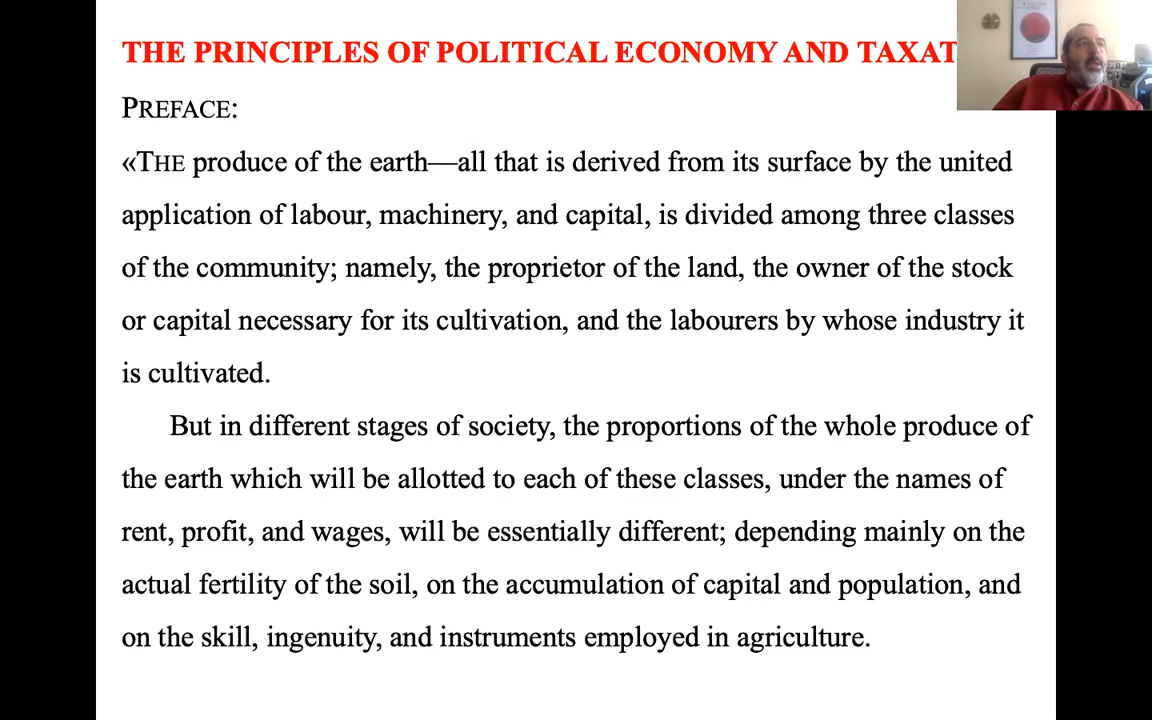 THE PRINCIPLES OF POLITICAL ECONOMY AND TAXAT
PREFACE:
«THE produce of the earth—all that is derived from its surface by the united
application of labour, machinery, and capital, is divided among three classes
of the community; namely, the proprietor of the land, the owner of the stock
or capital necessary for its cultivation, and the labourers by whose industry it
is cultivated.
But in different stages of society, the proportions of the whole produce of
the earth which will be allotted to each of these classes, under the names of
rent, profit, and wages, will be essentially different; depending mainly on the
actual fertility of the soil, on the accumulation of capital and population, and
on the skill, ingenuity, and instruments employed in agriculture.